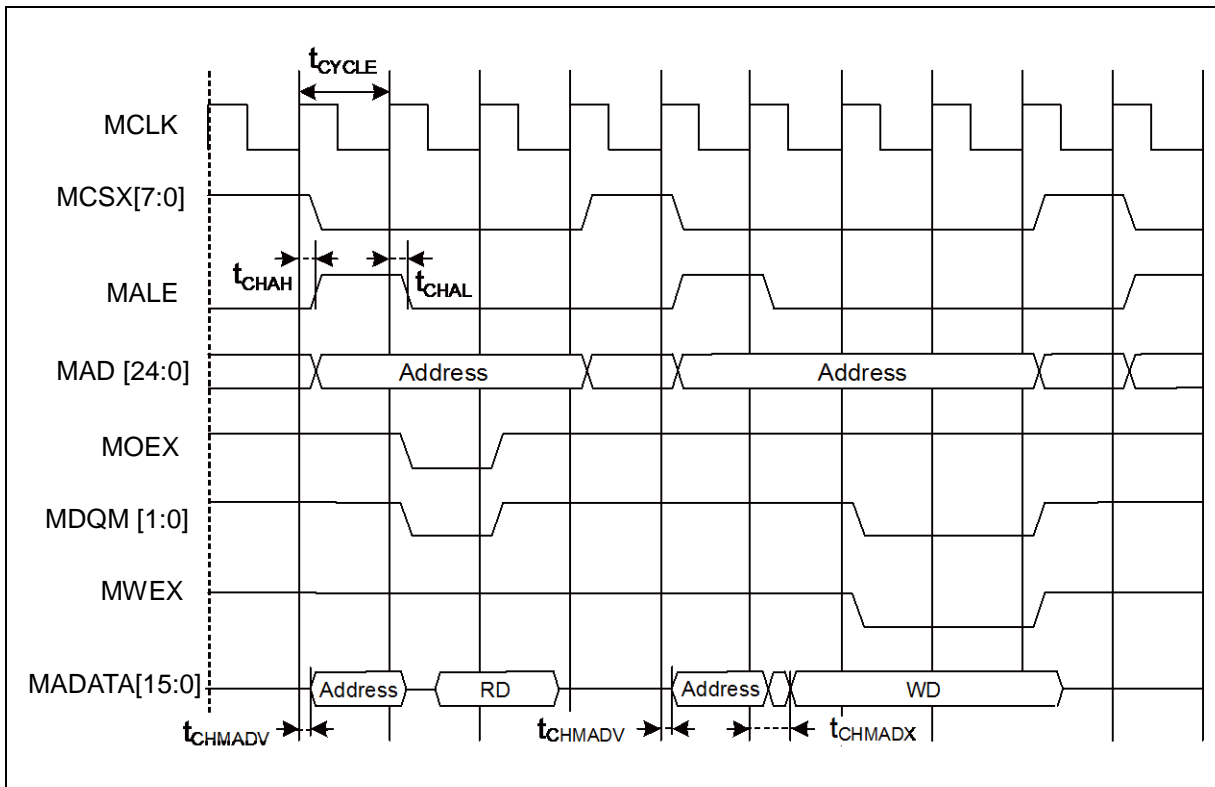 tCYCLE
MCLK
MCSX[7:0]
tCHAH
tCHAL
MALE
MAD [24:0]
Address
Address
MOEX
MDQM [1:0]
MWEX
MADATA[15:0]
Address
RD
Address
WD
tCHMADV
tCHMADV
tCHMADX